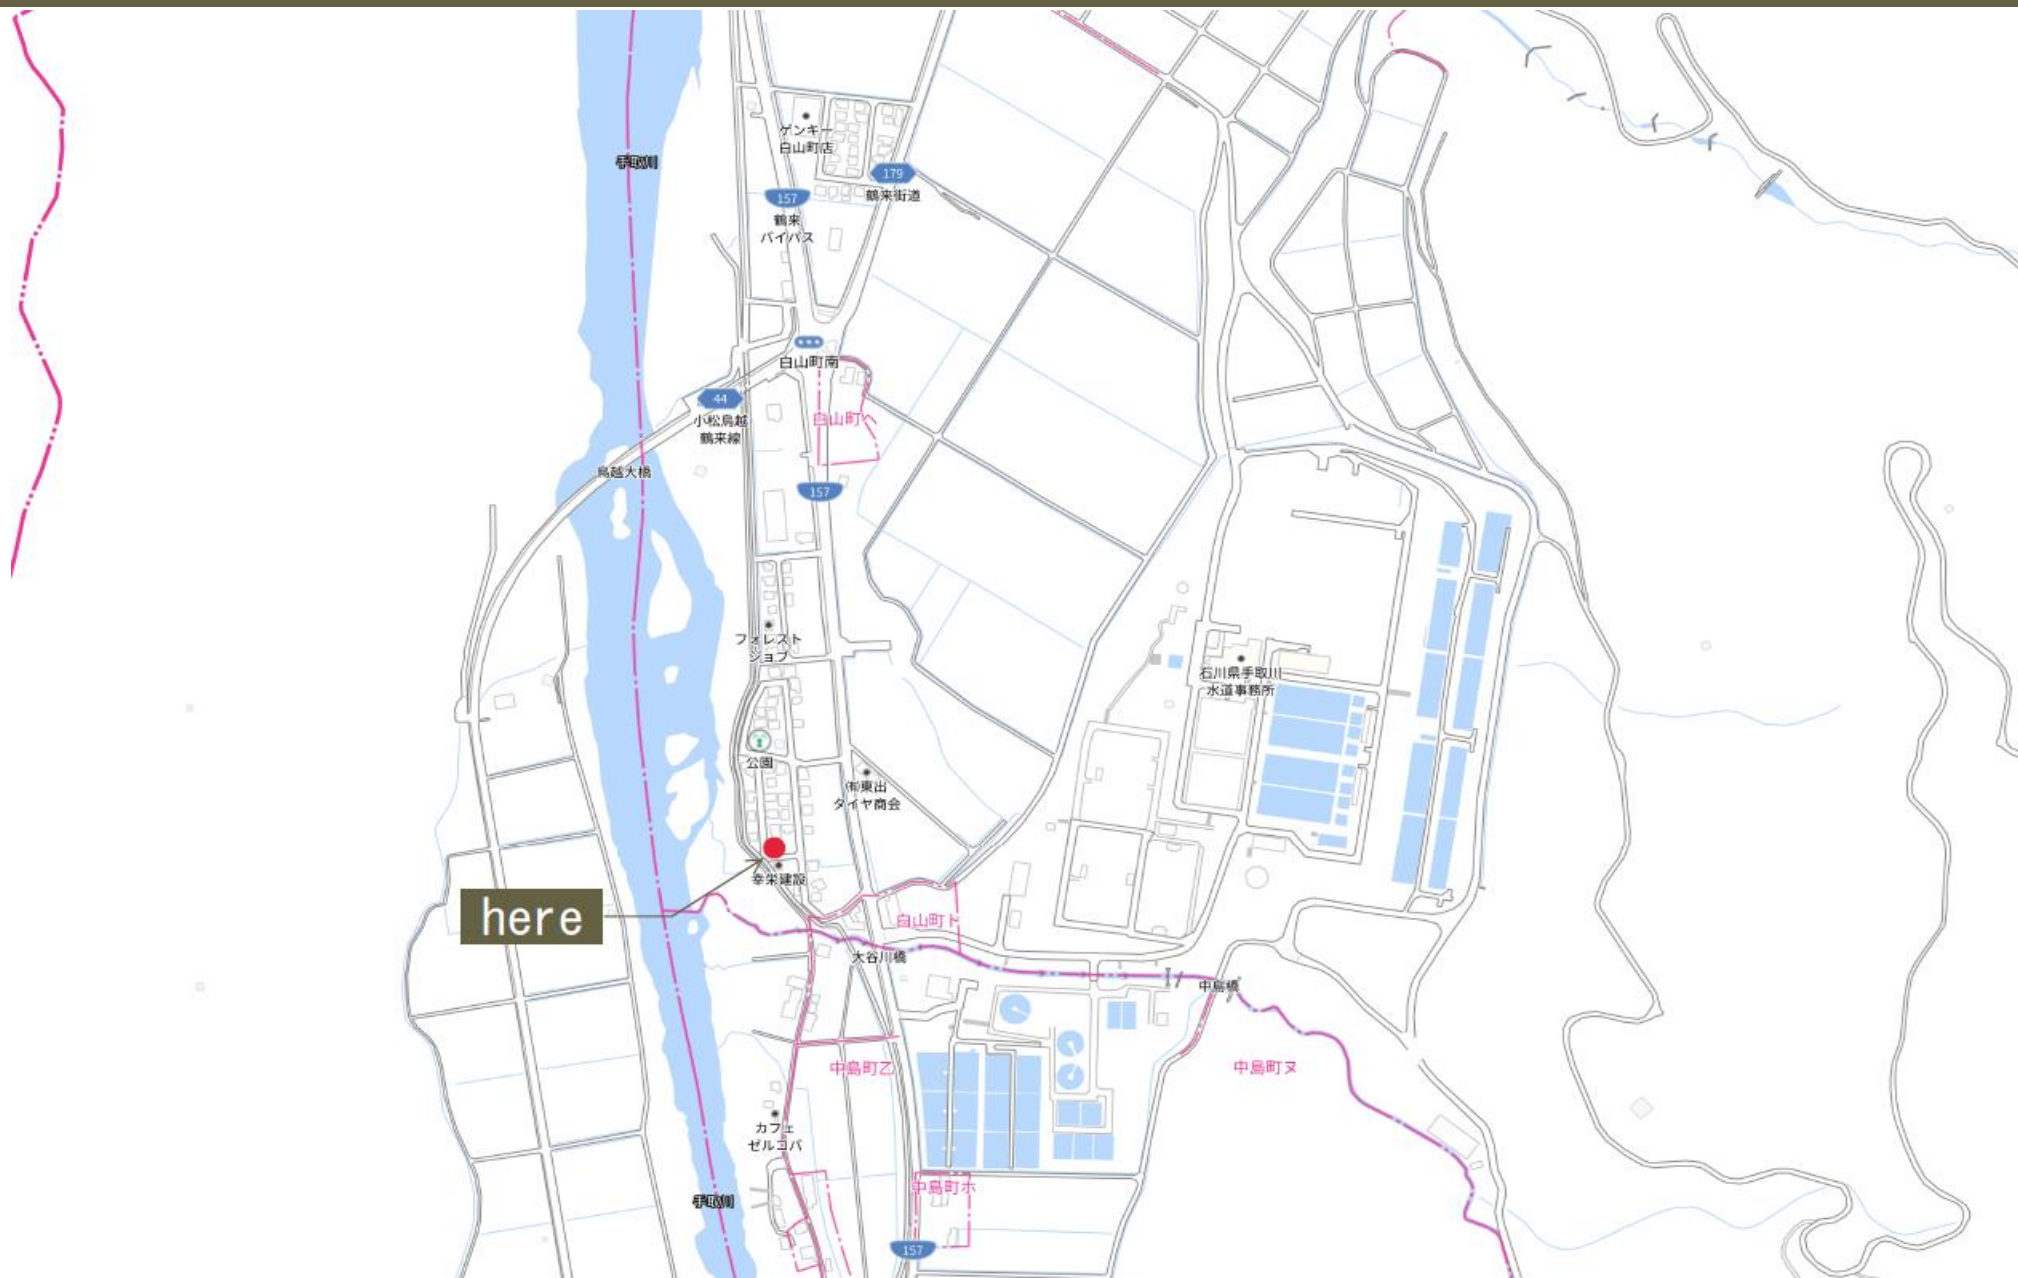 手取川
ゲンキー
白山町店
179
鶴来街道
157
鶴来
バイパス
白山町南
44
小松鳥越
鶴来線
白山町ヘ
鳥越大橋
157
フォレスト
ジョブ
石川県手取川
水道事務所
公園
㈲東出
タイヤ商会
幸栄建設
here
白山町ト
大谷川橋
中島橋
中島町乙
中島町ヌ
カフェ
ゼルコバ
中島町ホ
手取川
157